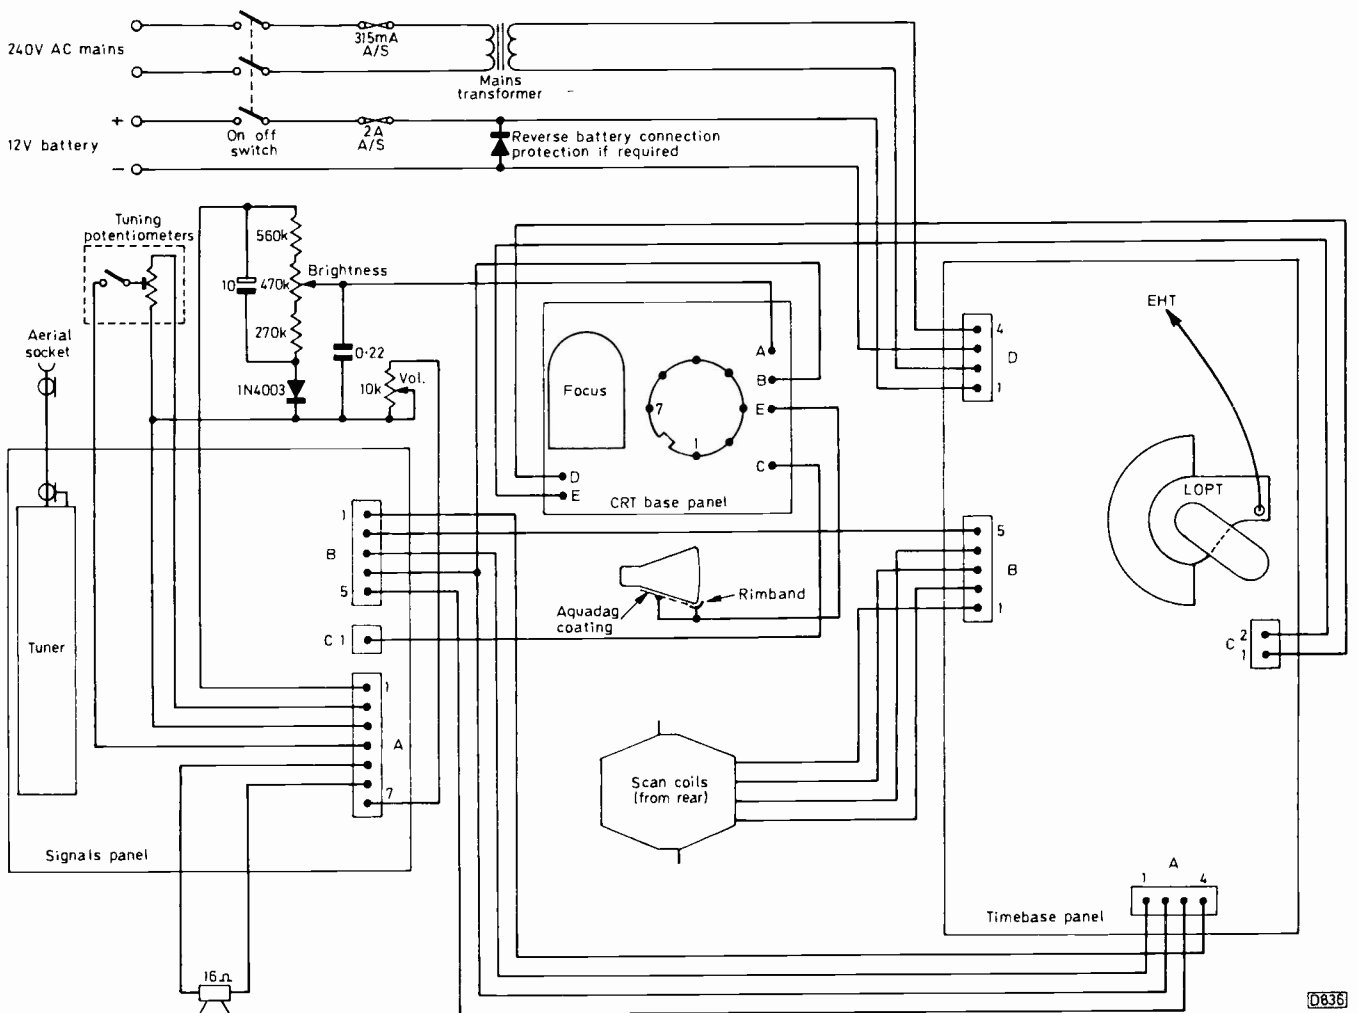 240V AC mains
315mA
A/S
Mains
transformer
+
12V battery
−
On off
switch
2A
A/S
Reverse battery connection
protection if required
Tuning
potentiometers
560k
10
470k
Brightness
270k
1N4003
0·22
10k
Vol.
Aerial
socket
Focus
7
1
A
B
E
C
D
E
CRT base panel
4
D
1
EHT
LOPT
1
B
5
C 1
5
B
1
Aquadag
coating
Rimband
C
2
1
Tuner
1
A
7
Scan coils
(from rear)
Signals panel
A
1
4
Timebase panel
16Ω
D836